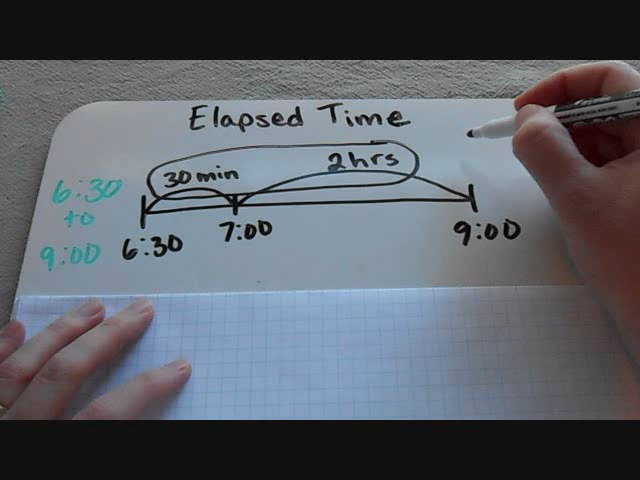 Elapsed Time
30 min 2 hrs
6:30
to
9:00
6:30 7:00 9:00